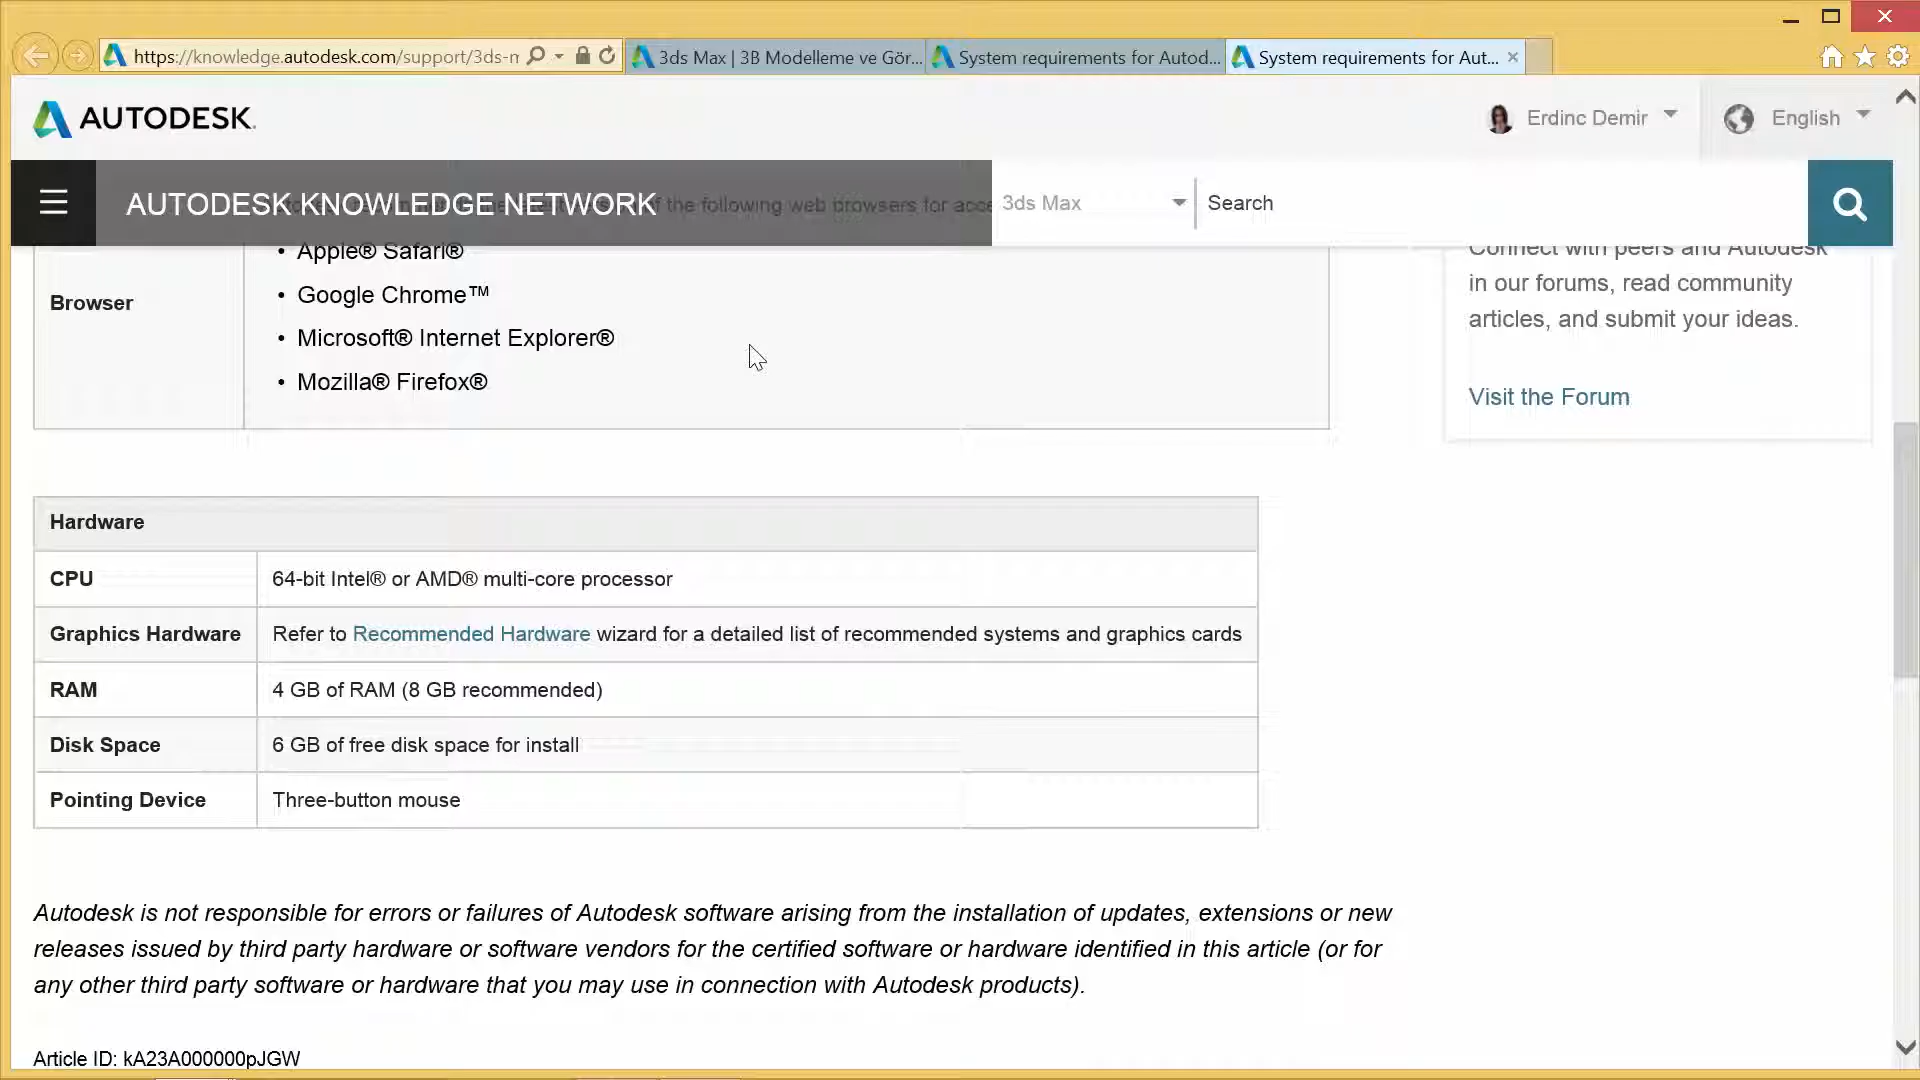 https://knowledge.autodesk.com/support/3ds-n
3ds Max | 3B Modelleme ve Gör...
System requirements for Autod...
System requirements for Aut...
AUTODESK.
Erdinc Demir
English
AUTODESK KNOWLEDGE NETWORK
of the following web browsers for acce
3ds Max
Search
Browser
• Apple® Safari®
• Google Chrome™
• Microsoft® Internet Explorer®
• Mozilla® Firefox®
Connect with peers and Autodesk
in our forums, read community
articles, and submit your ideas.
Visit the Forum
Hardware
CPU 64-bit Intel® or AMD® multi-core processor
Graphics Hardware Refer to Recommended Hardware wizard for a detailed list of recommended systems and graphics cards
RAM 4 GB of RAM (8 GB recommended)
Disk Space 6 GB of free disk space for install
Pointing Device Three-button mouse
Autodesk is not responsible for errors or failures of Autodesk software arising from the installation of updates, extensions or new
releases issued by third party hardware or software vendors for the certified software or hardware identified in this article (or for
any other third party software or hardware that you may use in connection with Autodesk products).
Article ID: kA23A000000pJGW